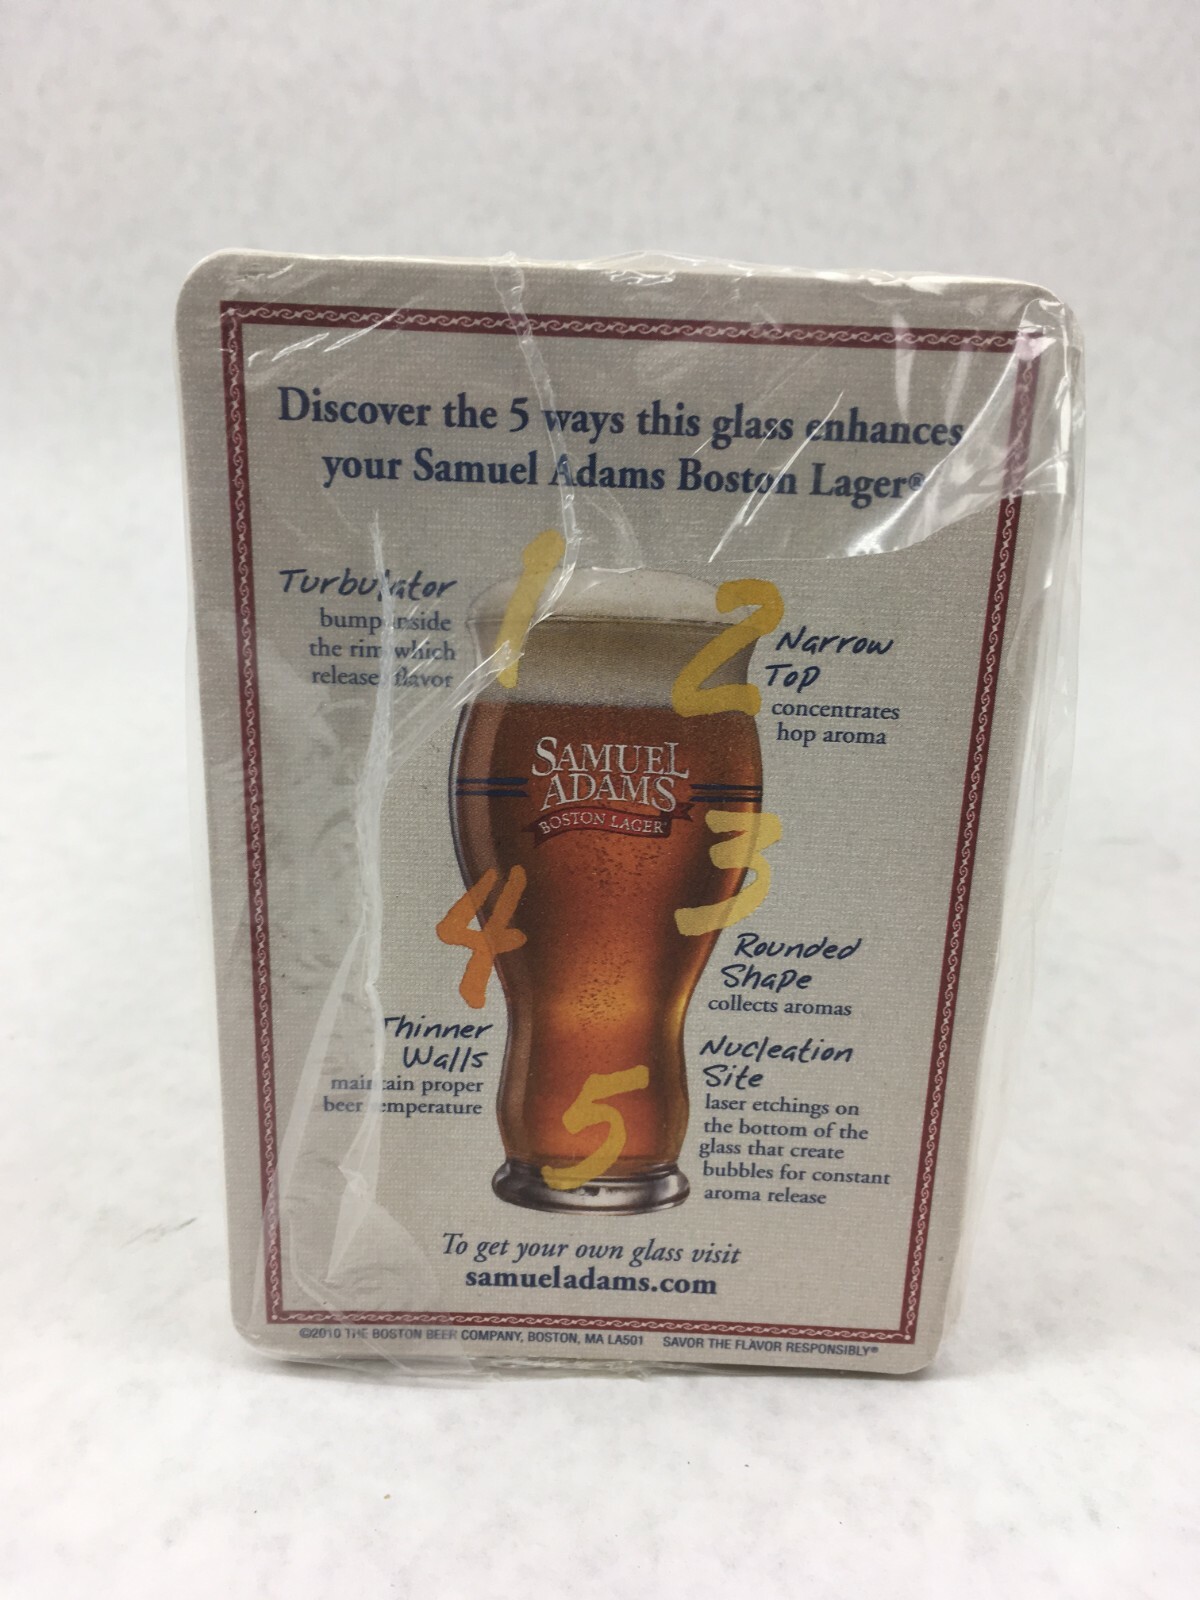 Discover the 5 ways this glass enhances
your Samuel Adams Boston Lager®
1
Turbulator
bump inside
the rim which
releases flavor
2
Narrow
Top
concentrates
hop aroma
SAMUEL
ADAMS
BOSTON LAGER®
3
Rounded
Shape
collects aromas
4
Thinner
Walls
maintain proper
beer temperature
5
Nucleation
Site
laser etchings on
the bottom of the
glass that create
bubbles for constant
aroma release
To get your own glass visit
samueladams.com
©2010 THE BOSTON BEER COMPANY, BOSTON, MA LA501 SAVOR THE FLAVOR RESPONSIBLY®